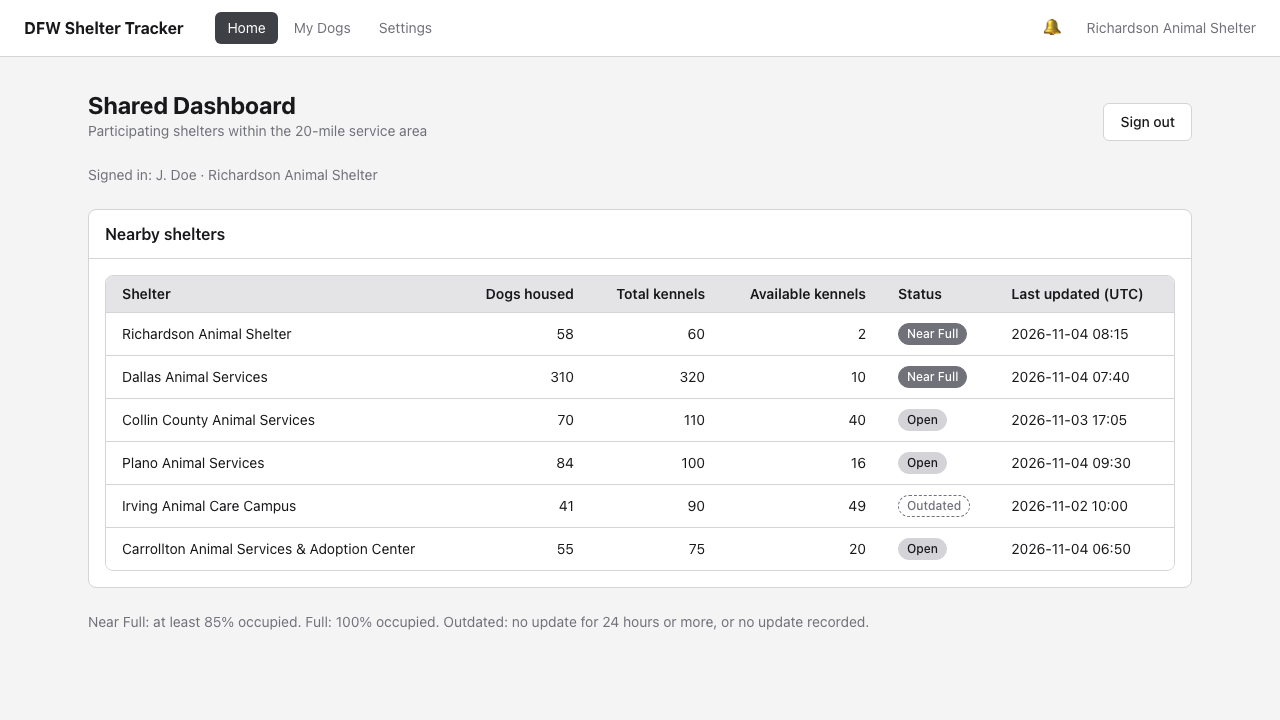 DFW Shelter Tracker Home My Dogs Settings Richardson Animal Shelter
Shared Dashboard
Participating shelters within the 20-mile service area
Sign out
Signed in: J. Doe · Richardson Animal Shelter
Nearby shelters
Shelter Dogs housed Total kennels Available kennels Status Last updated (UTC)
Richardson Animal Shelter 58 60 2 Near Full 2026-11-04 08:15
Dallas Animal Services 310 320 10 Near Full 2026-11-04 07:40
Collin County Animal Services 70 110 40 Open 2026-11-03 17:05
Plano Animal Services 84 100 16 Open 2026-11-04 09:30
Irving Animal Care Campus 41 90 49 Outdated 2026-11-02 10:00
Carrollton Animal Services & Adoption Center 55 75 20 Open 2026-11-04 06:50
Near Full: at least 85% occupied. Full: 100% occupied. Outdated: no update for 24 hours or more, or no update recorded.